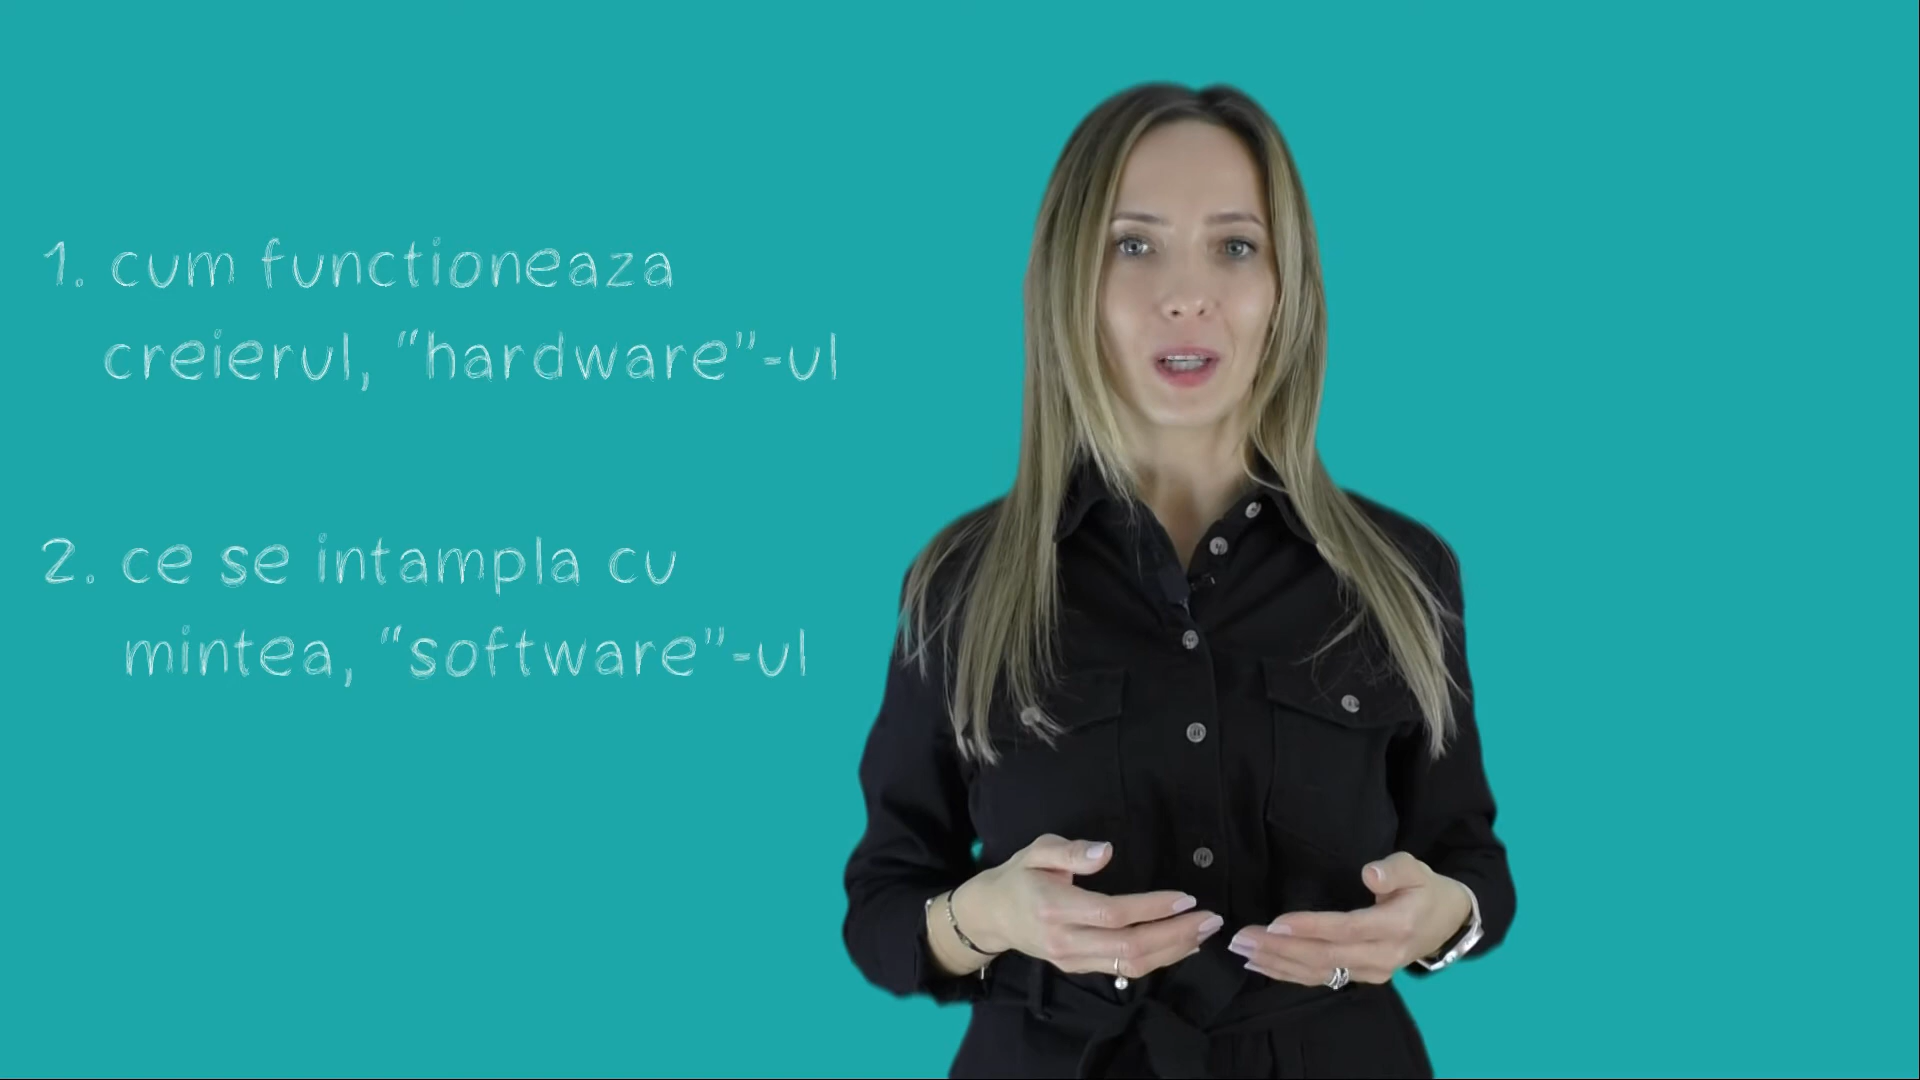 1. cum functioneaza
creierul, “hardware”-ul
2. ce se intampla cu
mintea, “software”-ul